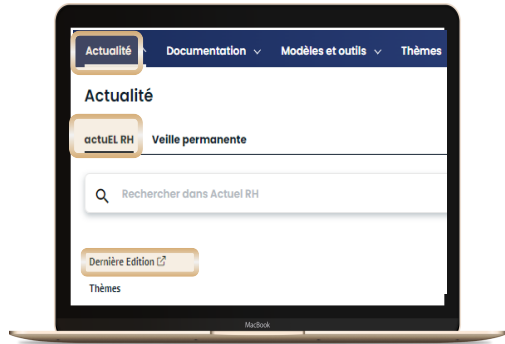 Actualité Documentation Modèles et outils Thèmes
Actualité
actuEL RH Veille permanente
Rechercher dans Actuel RH
Dernière Edition
Thèmes
MacBook